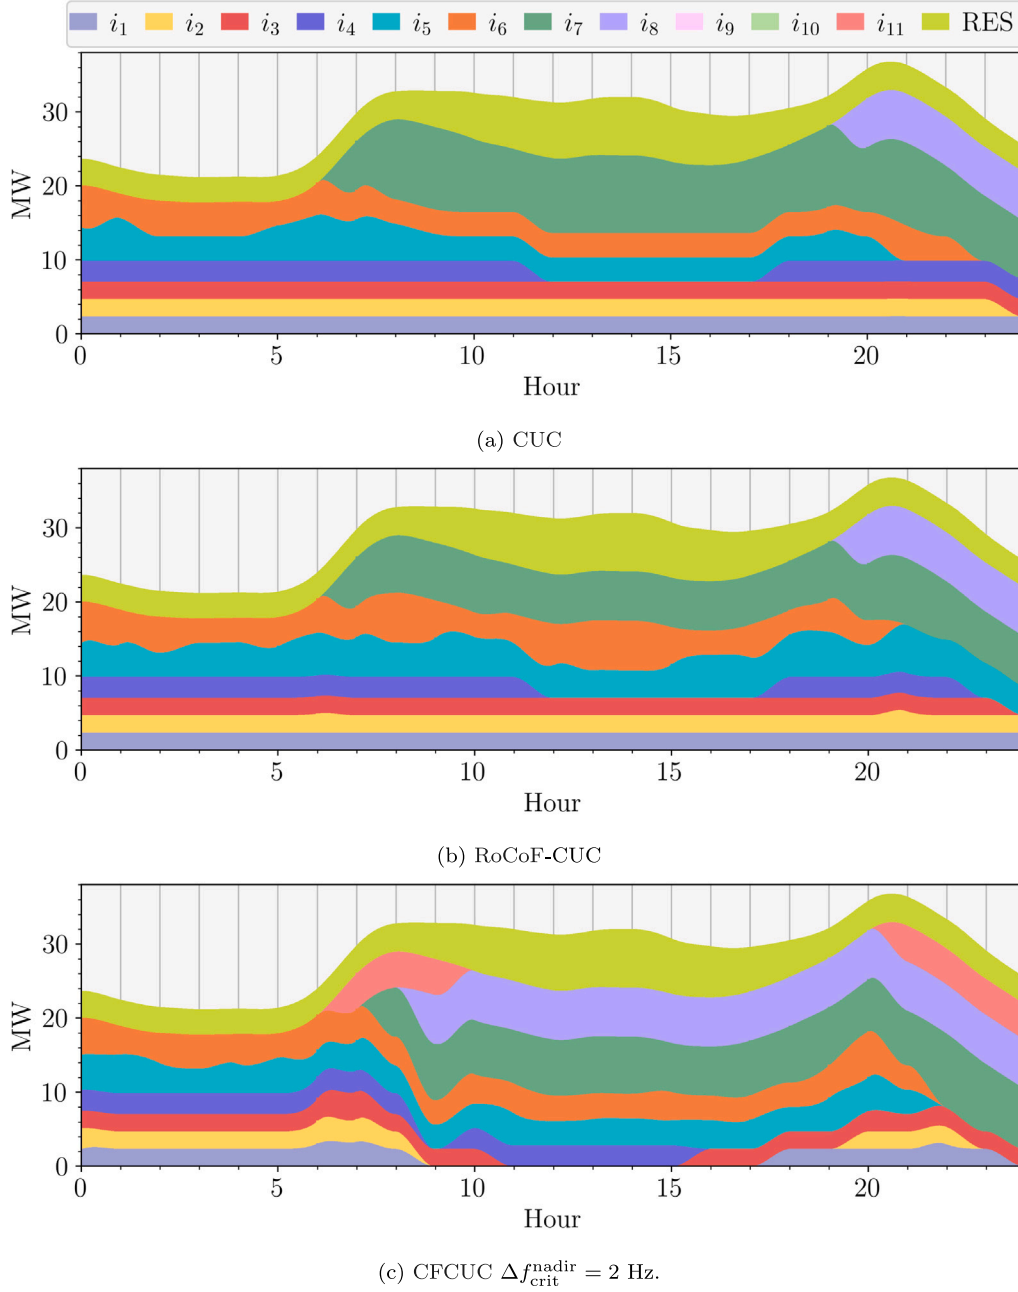 i₁ i₂ i₃ i₄ i₅ i₆ i₇ i₈ i₉ i₁₀ i₁₁ RES
30
20
10
0
MW
0 5 10 15 20
Hour
(a) CUC
30
20
10
0
MW
0 5 10 15 20
Hour
(b) RoCoF-CUC
30
20
10
0
MW
0 5 10 15 20
Hour
(c) CFCUC Δf^nadir_crit = 2 Hz.